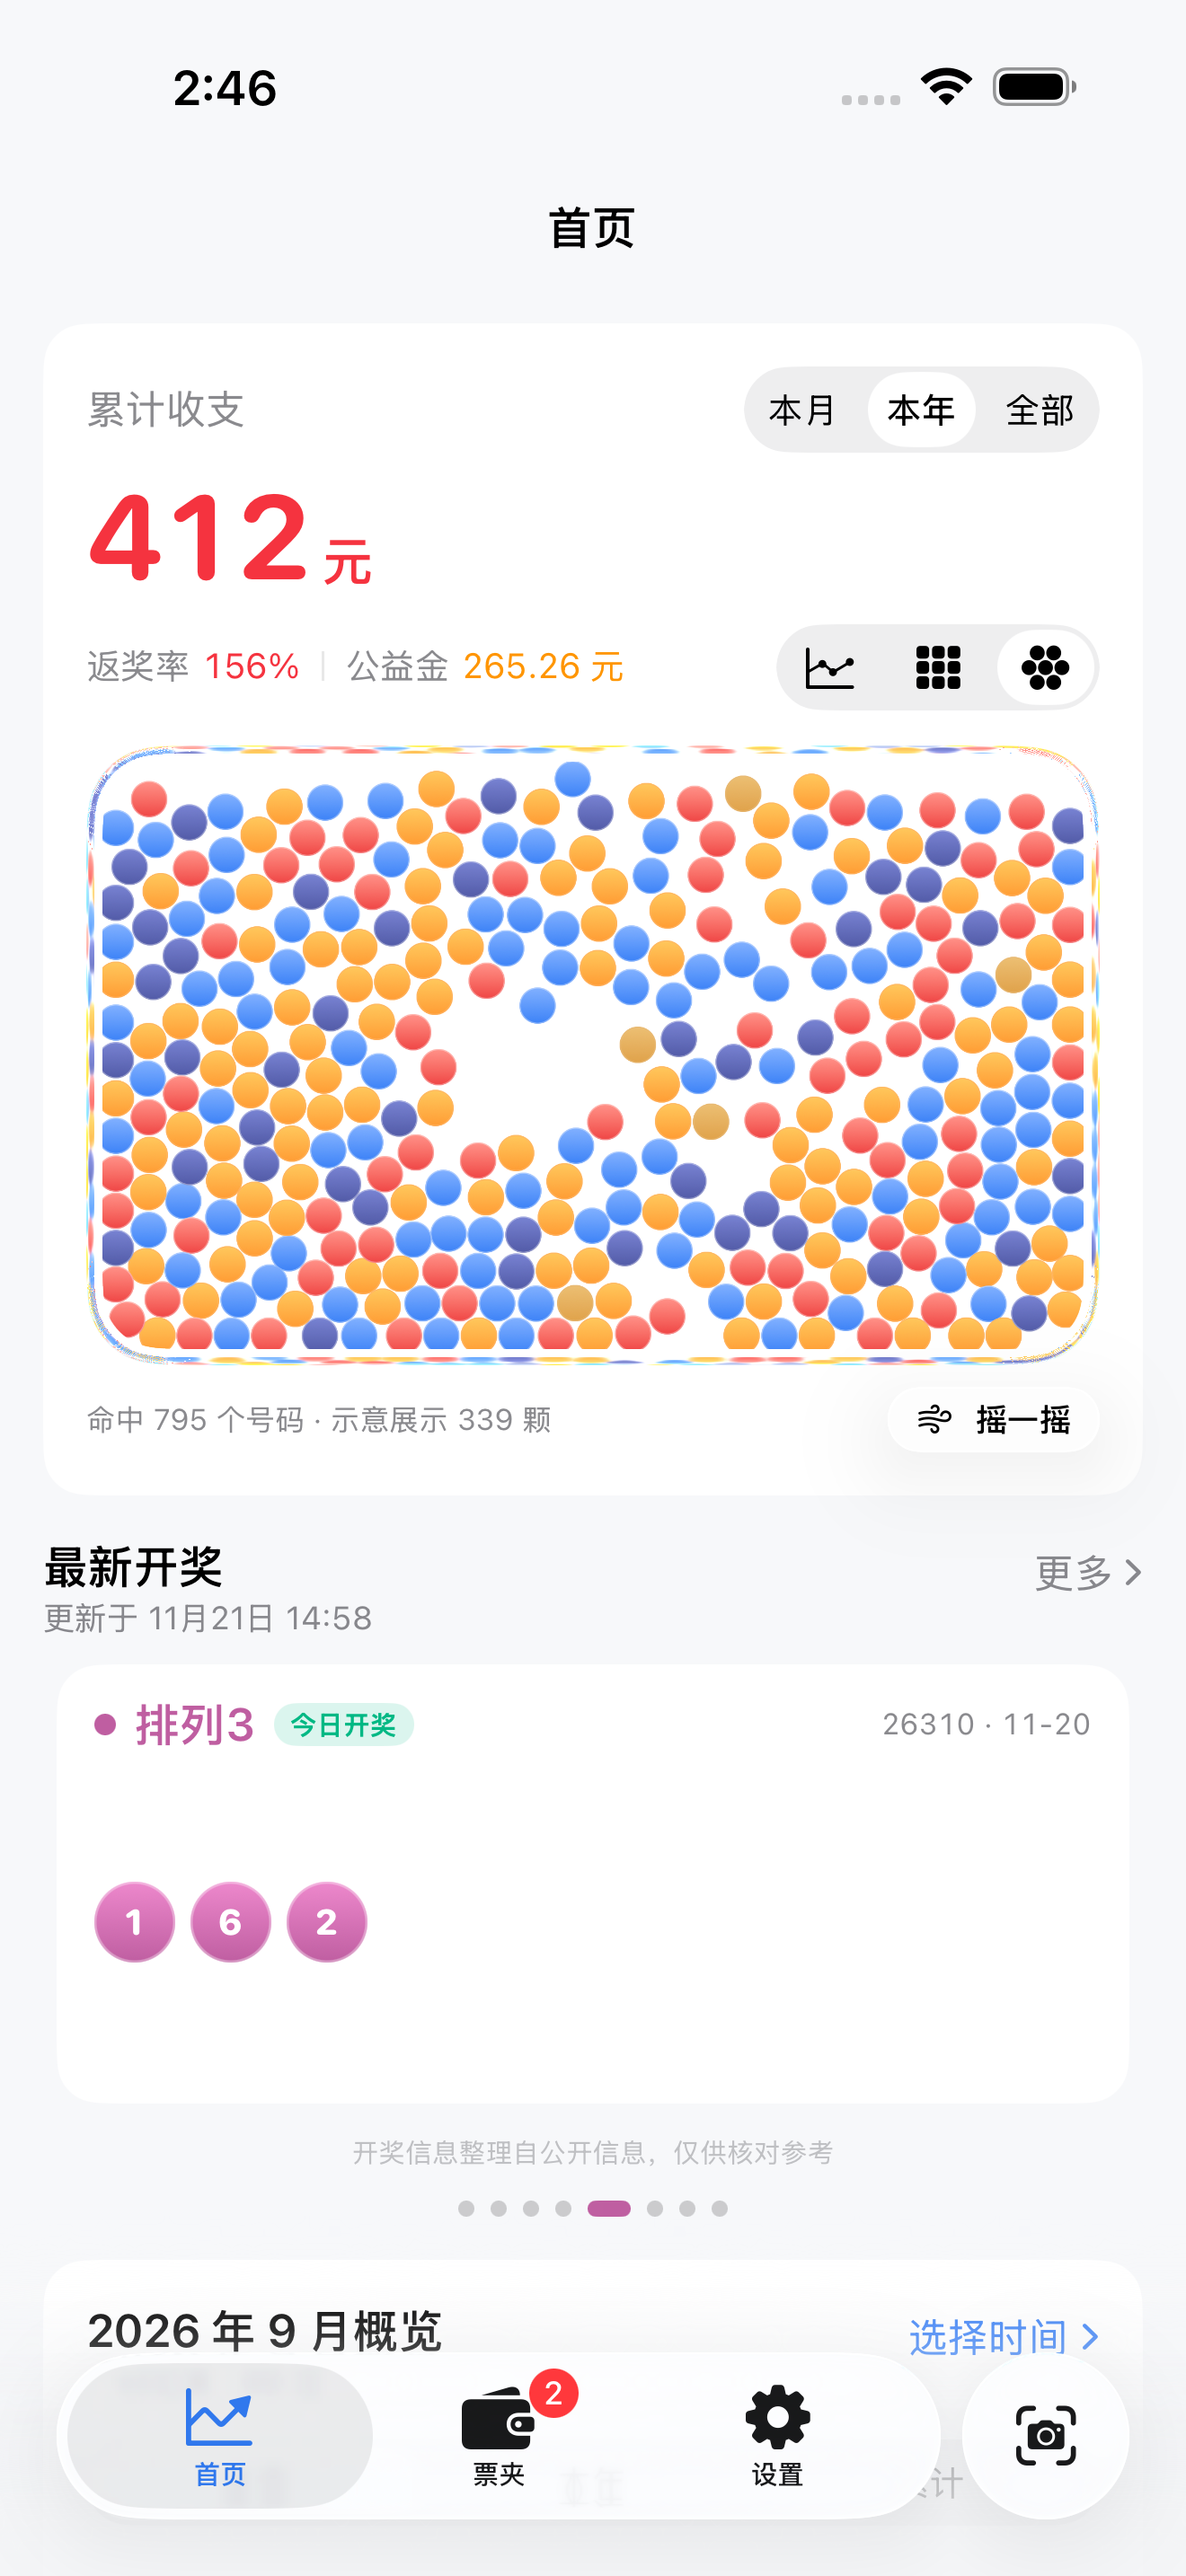 2:46
首页
累计收支
本月 本年 全部
412 元
返奖率 156% 公益金 265.26 元
命中 795 个号码 · 示意展示 339 颗
摇一摇
最新开奖
更多
更新于 11月21日 14:58
排列3 今日开奖 26310 · 11-20
1 6 2
开奖信息整理自公开信息，仅供核对参考
2026 年 9 月概览
选择时间
2
首页 票夹 设置
计